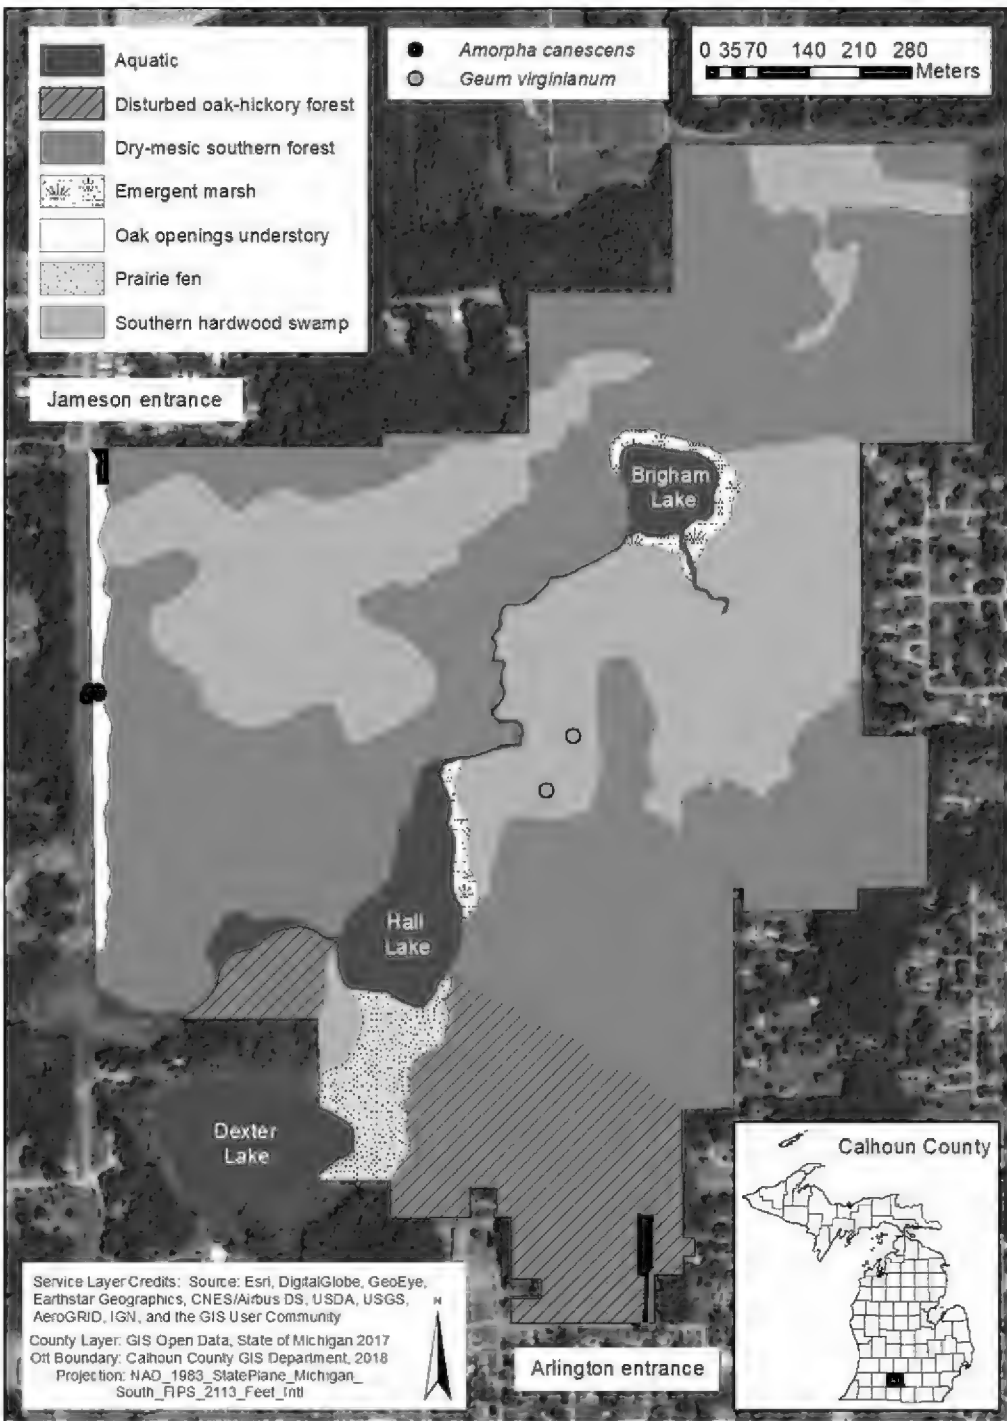 Aquatic
Disturbed oak-hickory forest
Dry-mesic southern forest
Emergent marsh
Oak openings understory
Prairie fen
Southern hardwood swamp
Amorpha canescens
Geum virginianum
0 35 70 140 210 280
Meters
Jameson entrance
Brigham
Lake
Hall
Lake
Dexter
Lake
Calhoun County
Service Layer Credits: Source: Esri, DigitalGlobe, GeoEye,
Earthstar Geographics, CNES/Airbus DS, USDA, USGS,
AeroGRID, IGN, and the GIS User Community
County Layer: GIS Open Data, State of Michigan 2017
Ott Boundary: Calhoun County GIS Department, 2018
Projection: NAD_1983_StatePlane_Michigan_
South_FIPS_2113_Feet_Intl
N
Arlington entrance